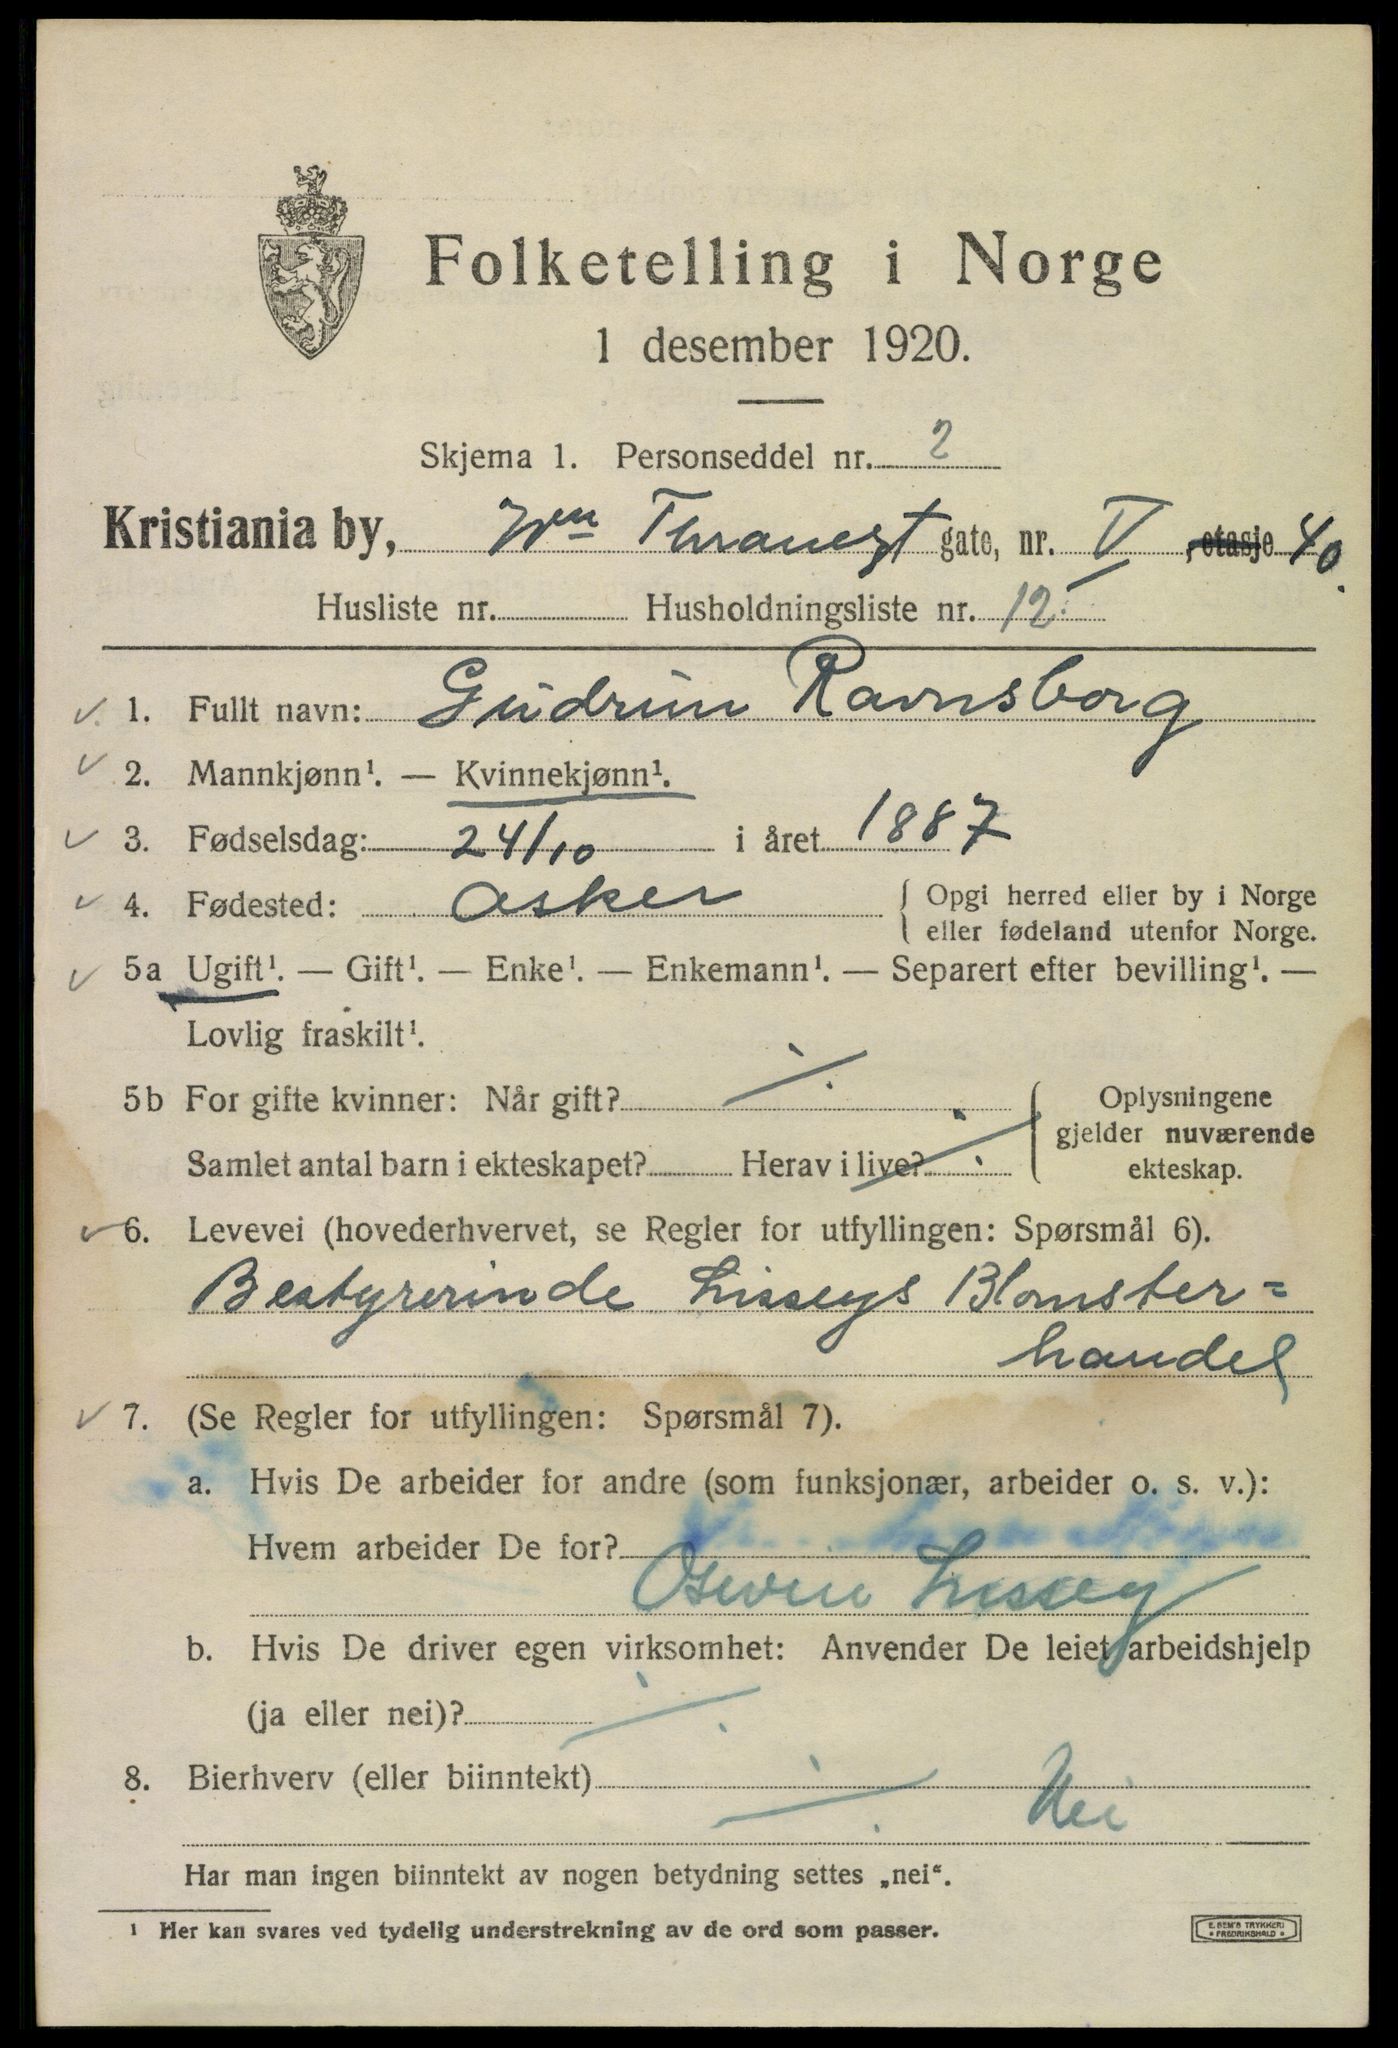 Folketelling i Norge
1 desember 1920.
Skjema 1. Personseddel nr. 2
Kristiania by, Wm Thranesgt gate, nr. V, etasje 40.
Husliste nr. Husholdningsliste nr. 12
1. Fullt navn: Gudrun Ravnsborg
2. Mannkjønn¹. — Kvinnekjønn¹.
3. Fødselsdag: 24/10 i året 1887
4. Fødested: Asker { Opgi herred eller by i Norge
eller fødeland utenfor Norge.
5a Ugift¹. — Gift¹. — Enke¹. — Enkemann¹. — Separert efter bevilling¹. —
Lovlig fraskilt¹.
5b For gifte kvinner: Når gift? ⁒ Oplysningene
gjelder nuværende
Samlet antal barn i ekteskapet? Herav i live? ⁒ ekteskap.
6. Levevei (hovederhvervet, se Regler for utfyllingen: Spørsmål 6).
Bestyrerinde Lisseys Blomster=
handel
7. (Se Regler for utfyllingen: Spørsmål 7).
a. Hvis De arbeider for andre (som funksjonær, arbeider o. s. v.):
Hvem arbeider De for?
Lissey
b. Hvis De driver egen virksomhet: Anvender De leiet arbeidshjelp
(ja eller nei)? ⁒
8. Bierhverv (eller biinntekt) ⁒ Nei
Har man ingen biinntekt av nogen betydning settes „nei“.
¹ Her kan svares ved tydelig understrekning av de ord som passer.
E. SEM'S TRYKKERI
• FREDRIKSHALD •